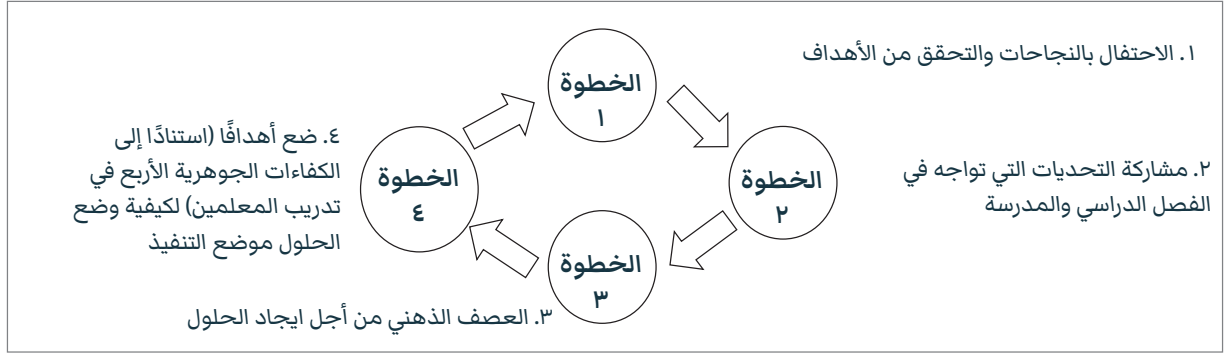 الخطوة
١
١. الاحتفال بالنجاحات والتحقق من الأهداف
الخطوة
٢
٢. مشاركة التحديات التي تواجه في
الفصل الدراسي والمدرسة
الخطوة
٣
٣. العصف الذهني من أجل ايجاد الحلول
الخطوة
٤
٤. ضع أهدافًا (استنادًا إلى
الكفاءات الجوهرية الأربع في
تدريب المعلمين) لكيفية وضع
الحلول موضع التنفيذ